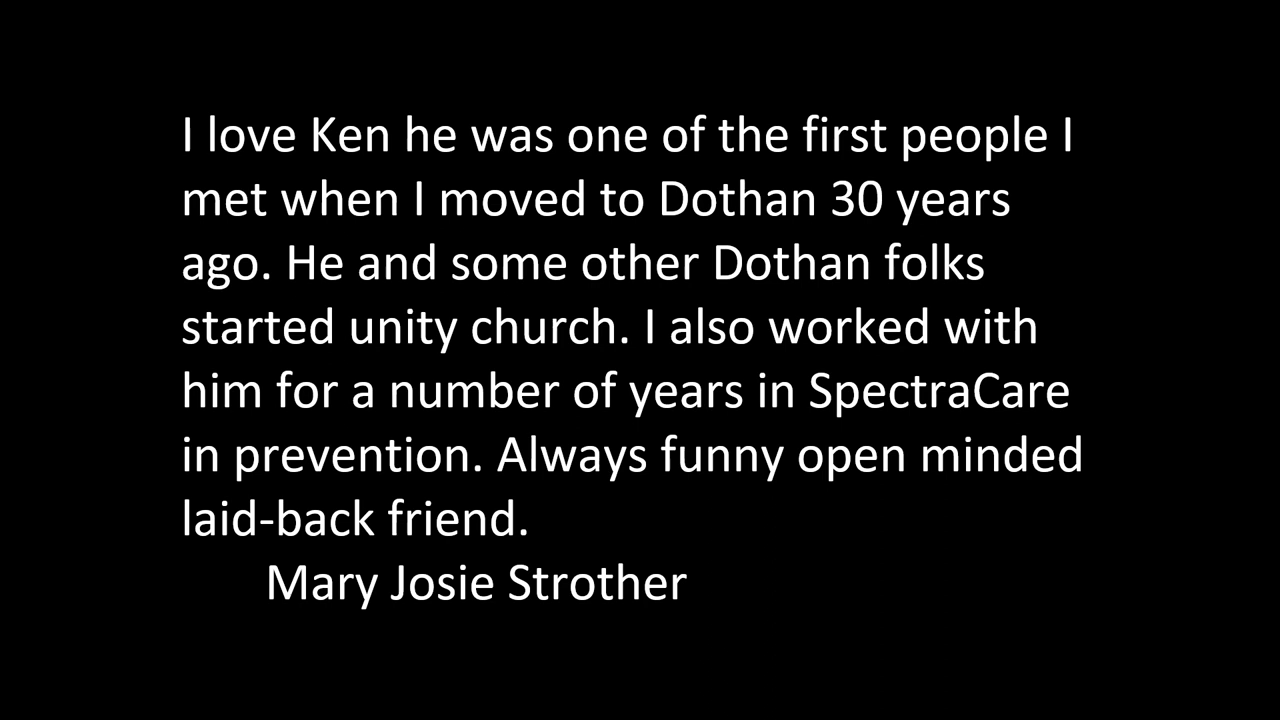 I love Ken he was one of the first people I
met when I moved to Dothan 30 years
ago. He and some other Dothan folks
started unity church. I also worked with
him for a number of years in SpectraCare
in prevention. Always funny open minded
laid-back friend.
Mary Josie Strother